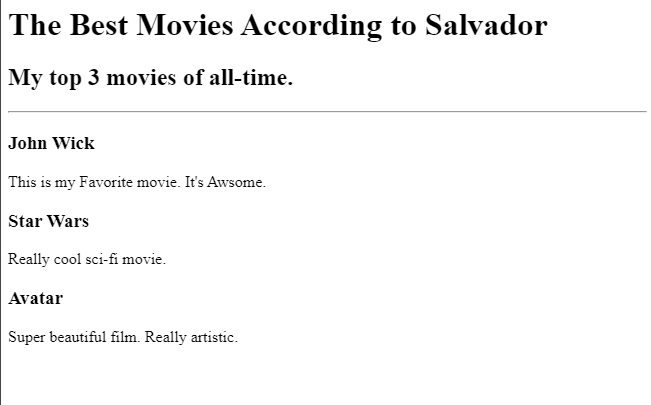 The Best Movies According to Salvador
My top 3 movies of all-time.
John Wick
This is my Favorite movie. It's Awsome.
Star Wars
Really cool sci-fi movie.
Avatar
Super beautiful film. Really artistic.